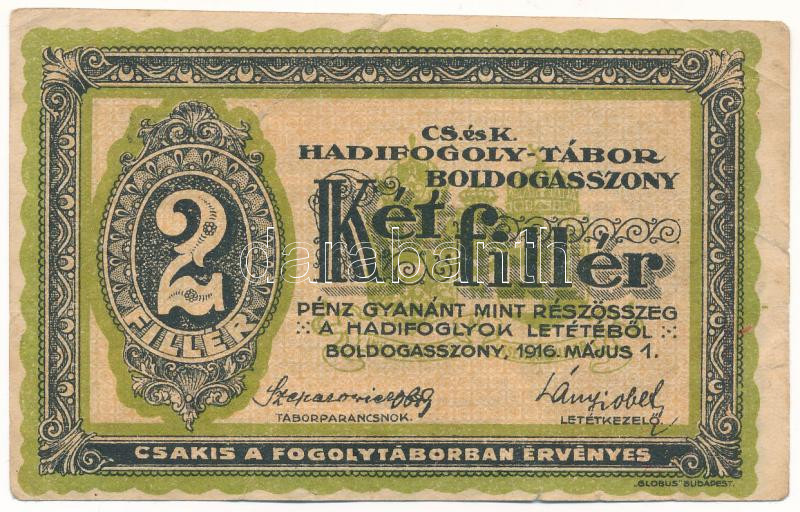 CS. és K.
HADIFOGOLY-TÁBOR
BOLDOGASSZONY
Két fillér
2
FILLÉR
PÉNZ GYANÁNT MINT RÉSZÖSSZEG
A HADIFOGLYOK LETÉTÉBŐL
BOLDOGASSZONY, 1916. MÁJUS 1.
TÁBORPARANCSNOK.
LETÉTKEZELŐ.
CSAKIS A FOGOLYTÁBORBAN ÉRVÉNYES
„GLOBUS" BUDAPEST.
darabanth